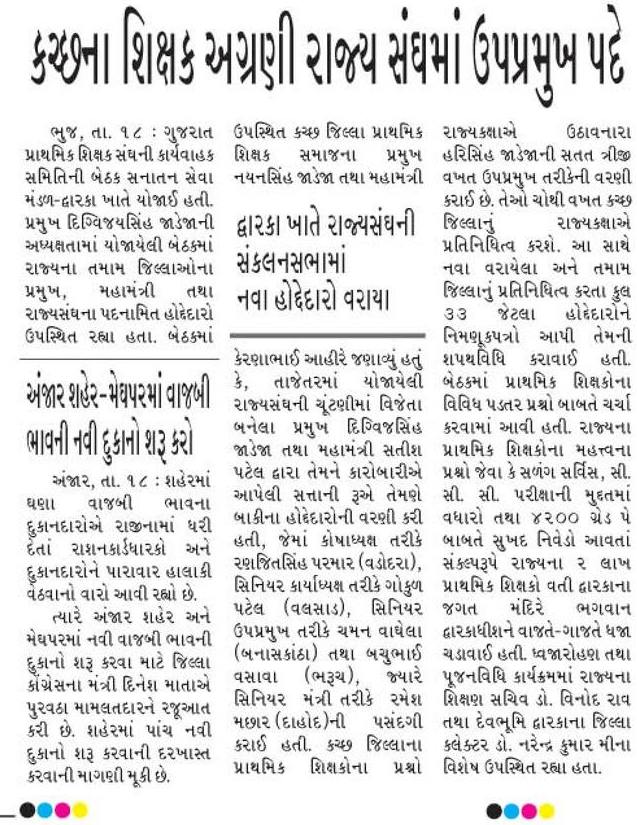 કચ્છના શિક્ષક અગ્રણી રાજ્ય સંઘમાં ઉપપ્રમુખ પદે
ભુજ, તા. ૧૮ : ગુજરાત
પ્રાથમિક શિક્ષક સંઘની કાર્યવાહક
સમિતિની બેઠક સનાતન સેવા
મંડળ-દ્વારકા ખાતે યોજાઈ હતી.
પ્રમુખ દિગ્વિજયસિંહ જાડેજાની
અધ્યક્ષતામાં યોજાયેલી બેઠકમાં
રાજ્યના તમામ જિલ્લાઓના
પ્રમુખ, મહામંત્રી તથા
રાજ્યસંઘના પદનામિત હોદ્દેદારો
ઉપસ્થિત રહ્યા હતા. બેઠકમાં
ઉપસ્થિત કચ્છ જિલ્લા પ્રાથમિક
શિક્ષક સમાજના પ્રમુખ
નયનસિંહ જાડેજા તથા મહામંત્રી
દ્વારકા ખાતે રાજ્યસંઘની
સંકલનસભામાં
નવા હોદ્દેદારો વરાયા
કેરણાભાઈ આહીરે જણાવ્યું હતું
કે, તાજેતરમાં યોજાયેલી
રાજ્યસંઘની ચૂંટણીમાં વિજેતા
બનેલા પ્રમુખ દિગ્વિજસિંહ
જાડેજા તથા મહામંત્રી સતીશ
પટેલ દ્વારા તેમને કારોબારીએ
આપેલી સત્તાની રૂએ તેમણે
બાકીના હોદ્દેદારોની વરણી કરી
હતી, જેમાં કોષાધ્યક્ષ તરીકે
રણજિતસિંહ પરમાર (વડોદરા),
સિનિયર કાર્યાધ્યક્ષ તરીકે ગોકુળ
પટેલ (વલસાડ), સિનિયર
ઉપપ્રમુખ તરીકે ચમન વાઘેલા
(બનાસકાંઠા) તથા બચુભાઈ
વસાવા (ભરૂચ), જ્યારે
સિનિયર મંત્રી તરીકે રમેશ
મછાર (દાહોદ)ની પસંદગી
કરાઈ હતી. કચ્છ જિલ્લાના
પ્રાથમિક શિક્ષકોના પ્રશ્નો
રાજ્યકક્ષાએ ઉઠાવનારા
હરિસિંહ જાડેજાની સતત ત્રીજી
વખત ઉપપ્રમુખ તરીકેની વરણી
કરાઈ છે. તેઓ ચોથી વખત કચ્છ
જિલ્લાનું રાજ્યકક્ષાએ
પ્રતિનિધિત્વ કરશે. આ સાથે
નવા વરાયેલા અને તમામ
જિલ્લાનું પ્રતિનિધિત્વ કરતા કુલ
૩૩ જેટલા હોદ્દેદારોને
નિમણૂકપત્રો આપી તેમની
શપથવિધિ કરાવાઈ હતી.
બેઠકમાં પ્રાથમિક શિક્ષકોના
વિવિધ પડતર પ્રશ્નો બાબતે ચર્ચા
કરવામાં આવી હતી. રાજ્યના
પ્રાથમિક શિક્ષકોના મહત્ત્વના
પ્રશ્નો જેવા કે સળંગ સર્વિસ, સી.
સી. સી. પરીક્ષાની મુદ્દતમાં
વધારો તથા ૪૨૦૦ ગ્રેડ પે
બાબતે સુખદ નિવેડો આવતાં
સંકલ્પરૂપે રાજ્યના ૨ લાખ
પ્રાથમિક શિક્ષકો વતી દ્વારકાના
જગત મંદિરે ભગવાન
દ્વારકાધીશને વાજતે-ગાજતે ધજા
ચડાવાઈ હતી. ધ્વજારોહણ તથા
પૂજનવિધિ કાર્યક્રમમાં રાજ્યના
શિક્ષણ સચિવ ડો. વિનોદ રાવ
તથા દેવભૂમિ દ્વારકાના જિલ્લા
કલેક્ટર ડો. નરેન્દ્ર કુમાર મીના
વિશેષ ઉપસ્થિત રહ્યા હતા.
અંજાર શહેર-મેઘપરમાં વાજબી
ભાવની નવી દુકાનો શરૂ કરો
અંજાર, તા. ૧૮ : શહેરમાં
ઘણા વાજબી ભાવના
દુકાનદારોએ રાજીનામાં ધરી
દેતાં રાશનકાર્ડધારકો અને
દુકાનદારોને પારાવાર હાલાકી
વેઠવાનો વારો આવી રહ્યો છે.
ત્યારે અંજાર શહેર અને
મેઘપરમાં નવી વાજબી ભાવની
દુકાનો શરૂ કરવા માટે જિલ્લા
કોંગ્રેસના મંત્રી દિનેશ માતાએ
પુરવઠા મામલતદારને રજૂઆત
કરી છે. શહેરમાં પાંચ નવી
દુકાનો શરૂ કરવાની દરખાસ્ત
કરવાની માગણી મૂકી છે.